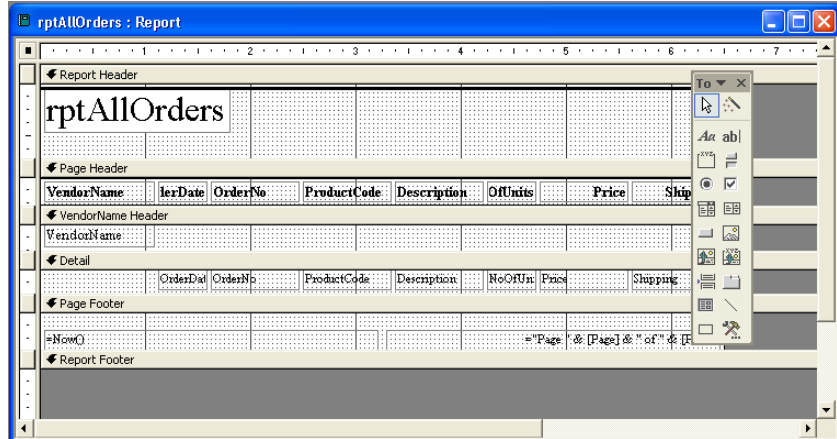 rptAllOrders : Report
1 2 3 4 5 6 7
Report Header
To
rptAllOrders
Aa ab|
XYZ
Page Header
VendorName lerDate OrderNo ProductCode Description OfUnits Price Ship
VendorName Header
VendorName
Detail
OrderDat OrderNo ProductCode Description NoOfUn Price Shipping
Page Footer
=Now() ="Page " & [Page] & " of " & [P
Report Footer